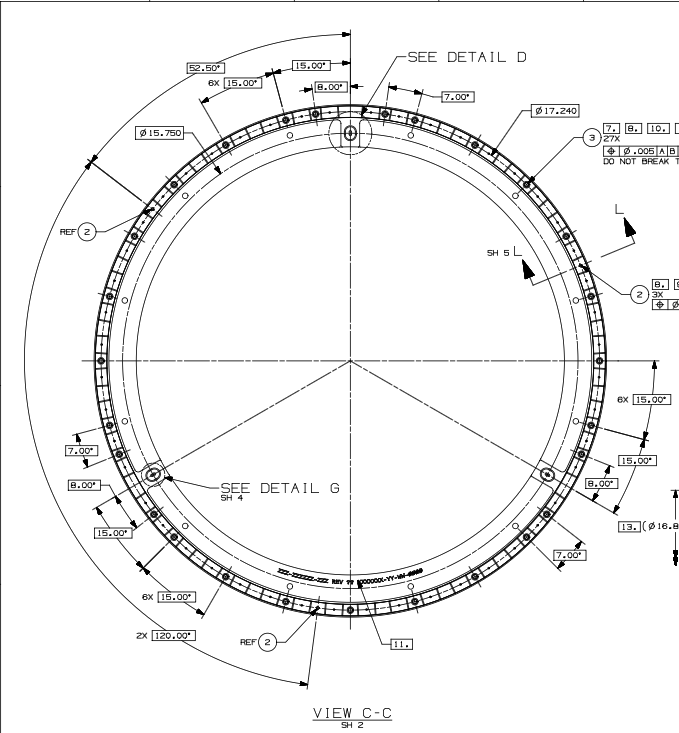 SEE DETAIL D
52.50°
15.00°
6X 15.00°
8.00°
7.00°
Ø17.240
Ø15.750
3
7. 8. 10.
27X
Ø.005 A B
DO NOT BREAK
REF 2
L
SH 5 L
2
8.
3X
Ø
6X 15.00°
7.00°
15.00°
8.00°
SEE DETAIL G
SH 4
8.00°
15.00°
13. (Ø16.8
7.00°
6X 15.00°
2X 120.00°
REF 2
11.
VIEW C-C
SH 2